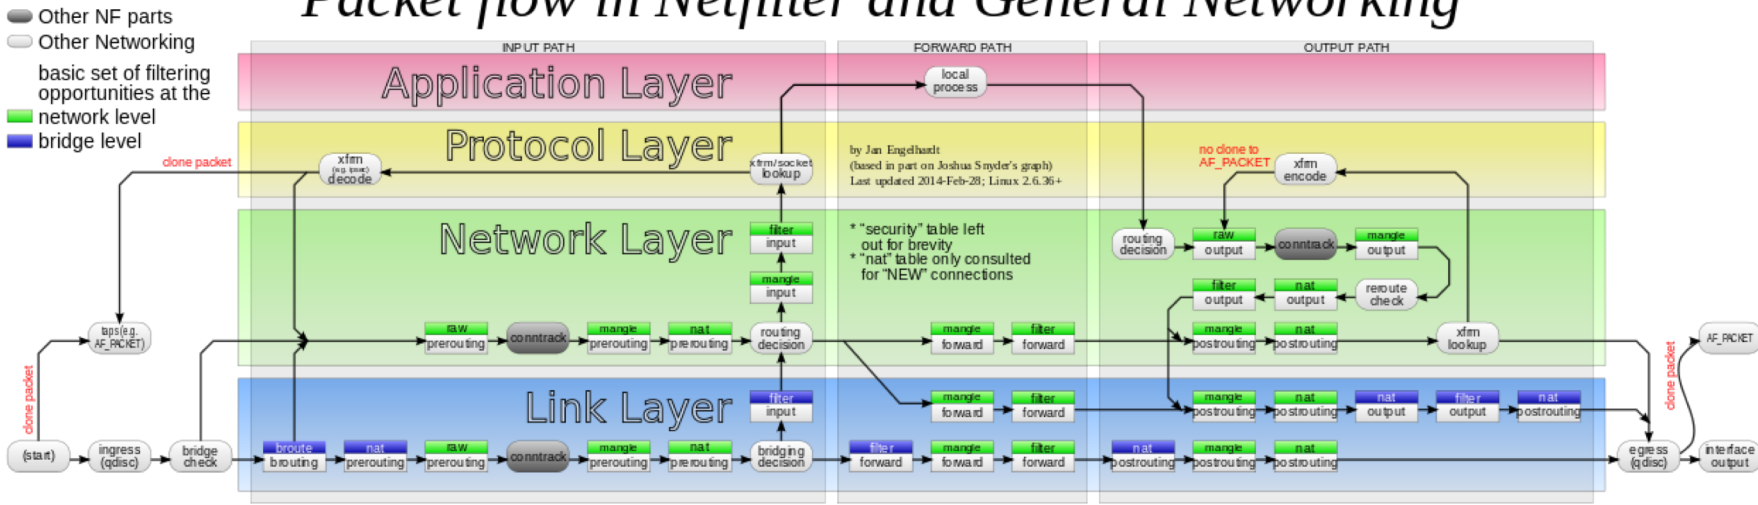 Packet flow in Netfilter and General Networking
Other NF parts
Other Networking
basic set of filtering
opportunities at the
network level
bridge level
INPUT PATH
FORWARD PATH
OUTPUT PATH
Application Layer
local
process
Protocol Layer
clone packet
xfrm
(e.g. ipsec)
decode
xfrm/socket
lookup
by Jan Engelhardt
(based in part on Joshua Snyder's graph)
Last updated 2014-Feb-28; Linux 2.6.36+
no clone to
AF_PACKET
xfrm
encode
Network Layer
filter
input
mangle
input
* "security" table left
out for brevity
* "nat" table only consulted
for "NEW" connections
routing
decision
raw
output
conntrack
mangle
output
filter
output
nat
output
reroute
check
taps (e.g.
AF_PACKET)
raw
prerouting
conntrack
mangle
prerouting
nat
prerouting
routing
decision
mangle
forward
filter
forward
mangle
postrouting
nat
postrouting
xfrm
lookup
AF_PACKET
clone packet
clone packet
Link Layer
filter
input
mangle
forward
filter
forward
mangle
postrouting
nat
postrouting
nat
output
filter
output
nat
postrouting
(start)
ingress
(qdisc)
bridge
check
broute
brouting
nat
prerouting
raw
prerouting
conntrack
mangle
prerouting
nat
prerouting
bridging
decision
filter
forward
mangle
forward
filter
forward
nat
postrouting
mangle
postrouting
nat
postrouting
egress
(qdisc)
interface
output